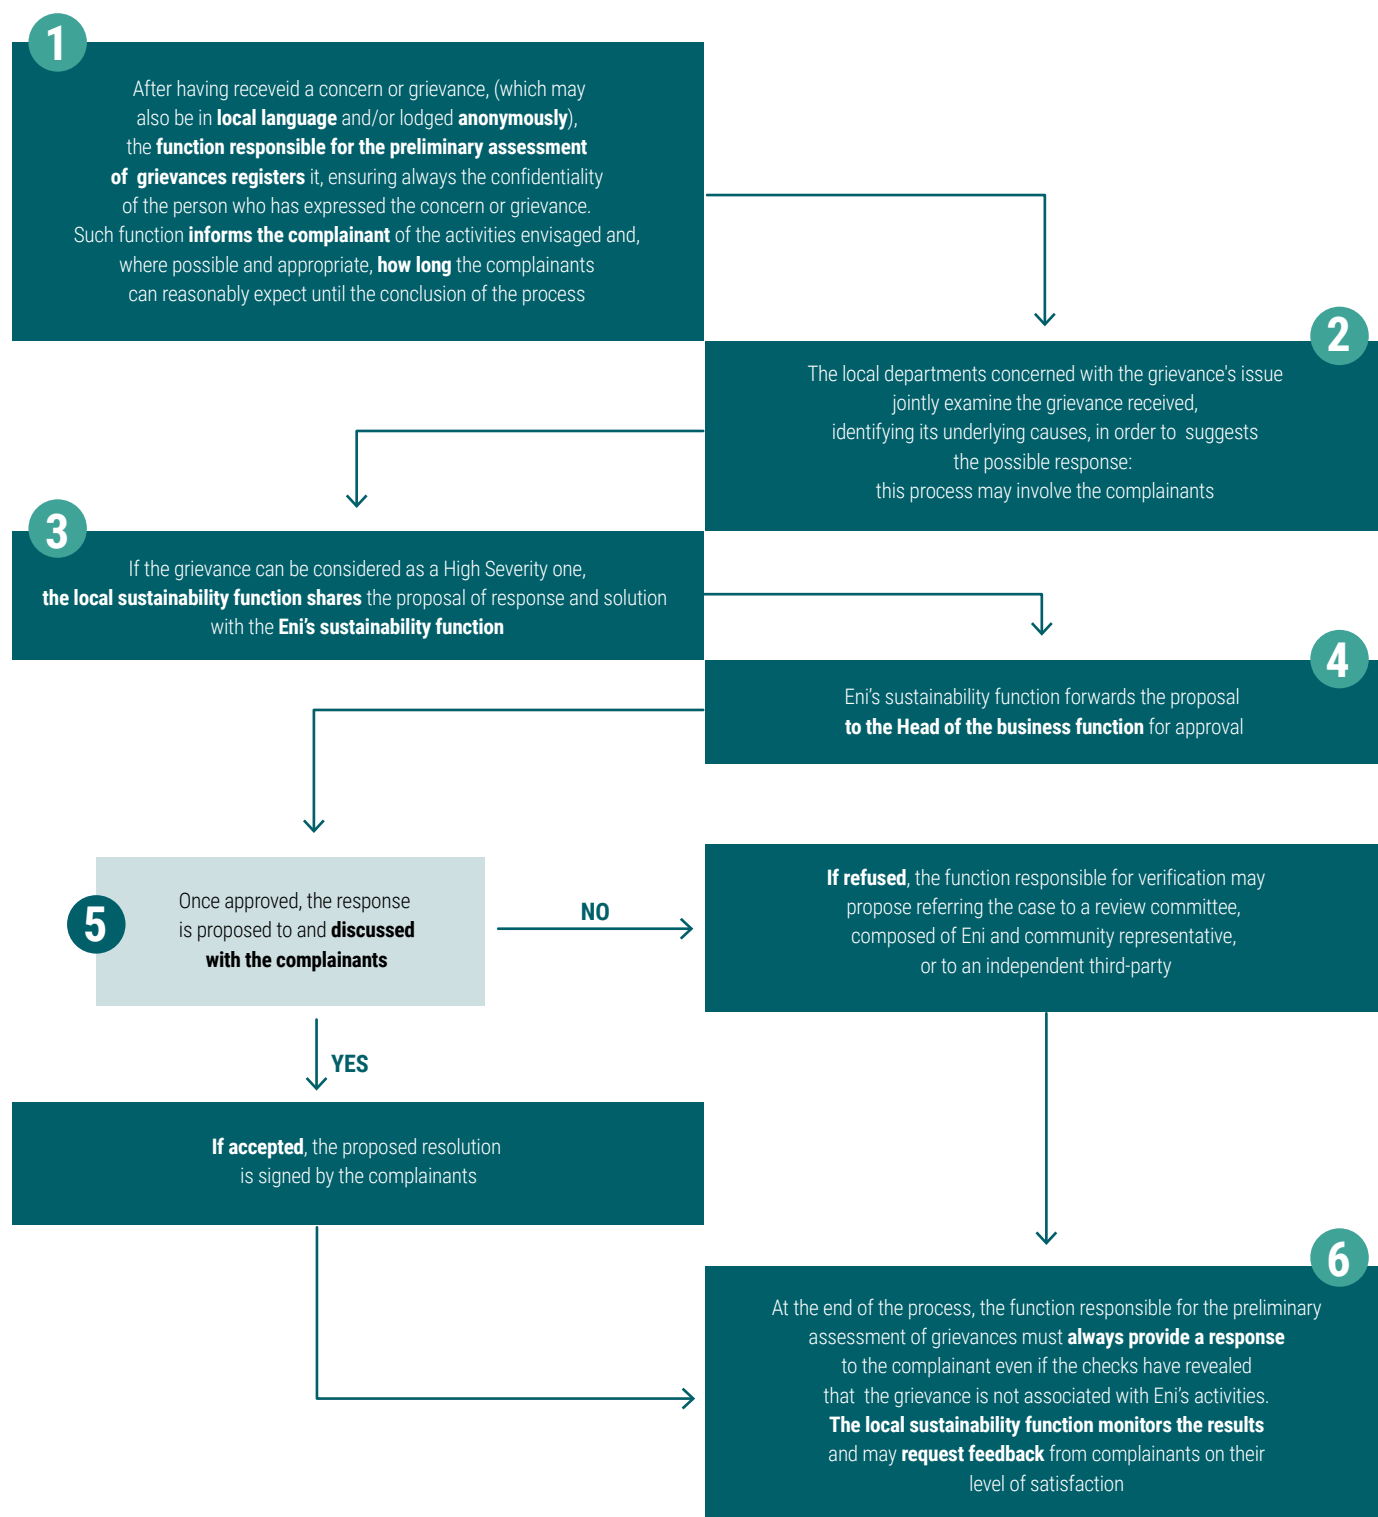 1
After having receveid a concern or grievance, (which may
also be in local language and/or lodged anonymously),
the function responsible for the preliminary assessment
of grievances registers it, ensuring always the confidentiality
of the person who has expressed the concern or grievance.
Such function informs the complainant of the activities envisaged and,
where possible and appropriate, how long the complainants
can reasonably expect until the conclusion of the process
2
The local departments concerned with the grievance's issue
jointly examine the grievance received,
identifying its underlying causes, in order to suggests
the possible response:
this process may involve the complainants
3
If the grievance can be considered as a High Severity one,
the local sustainability function shares the proposal of response and solution
with the Eni’s sustainability function
4
Eni’s sustainability function forwards the proposal
to the Head of the business function for approval
5
Once approved, the response
is proposed to and discussed
with the complainants
NO
If refused, the function responsible for verification may
propose referring the case to a review committee,
composed of Eni and community representative,
or to an independent third-party
YES
If accepted, the proposed resolution
is signed by the complainants
6
At the end of the process, the function responsible for the preliminary
assessment of grievances must always provide a response
to the complainant even if the checks have revealed
that the grievance is not associated with Eni’s activities.
The local sustainability function monitors the results
and may request feedback from complainants on their
level of satisfaction